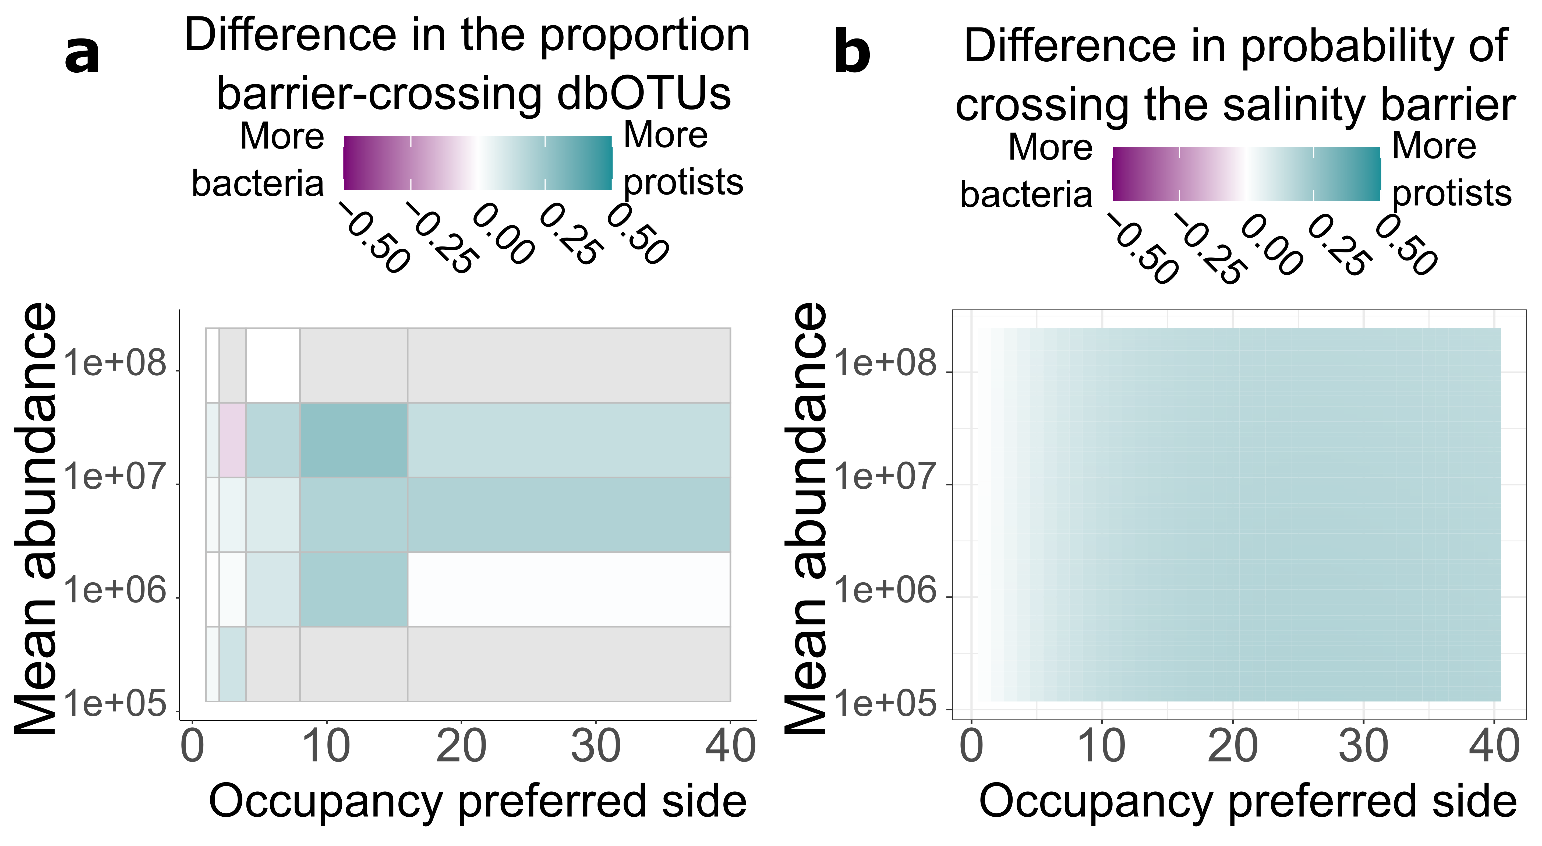 a
Difference in the proportion
barrier-crossing dbOTUs
More
bacteria
More
protists
−0.50
−0.25
0.00
0.25
0.50
Mean abundance
1e+08
1e+07
1e+06
1e+05
0
10
20
30
40
Occupancy preferred side
b
Difference in probability of
crossing the salinity barrier
More
bacteria
More
protists
−0.50
−0.25
0.00
0.25
0.50
Mean abundance
1e+08
1e+07
1e+06
1e+05
0
10
20
30
40
Occupancy preferred side